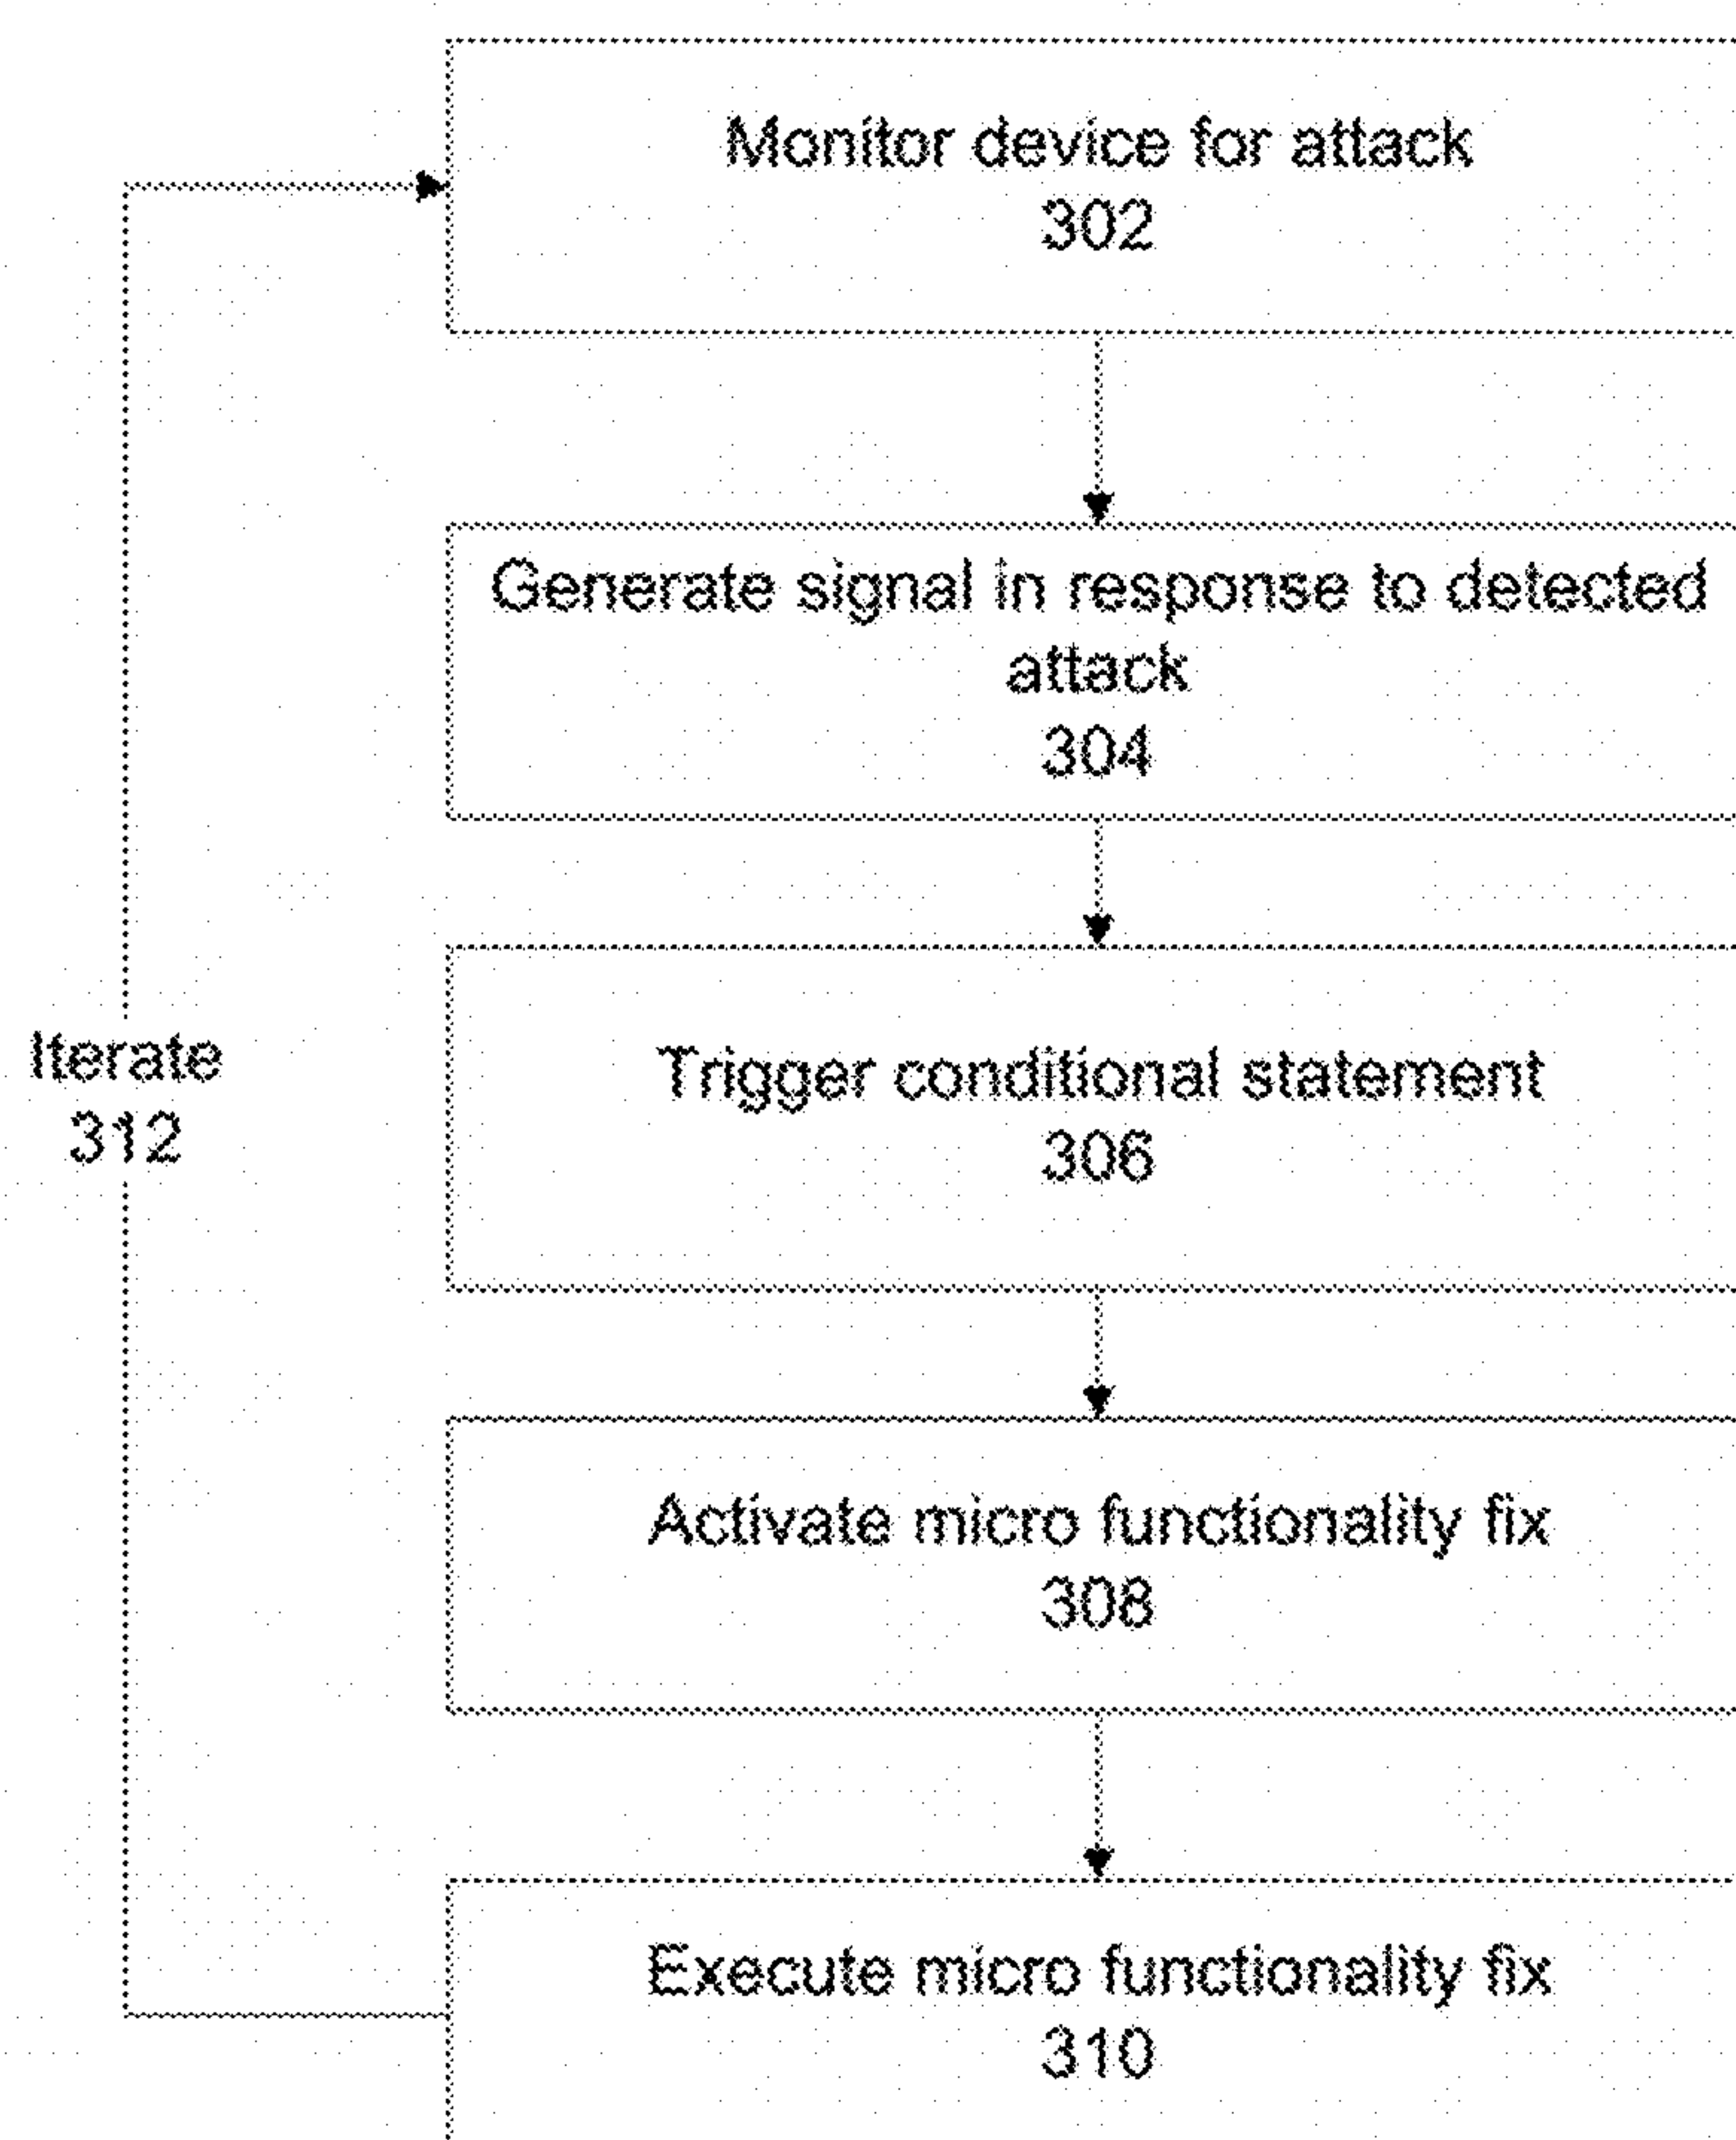 Monitor device for attack
302
Generate signal in response to detected
attack
304
Trigger conditional statement
306
Iterate
312
Activate micro functionality fix
308
Execute micro functionality fix
310